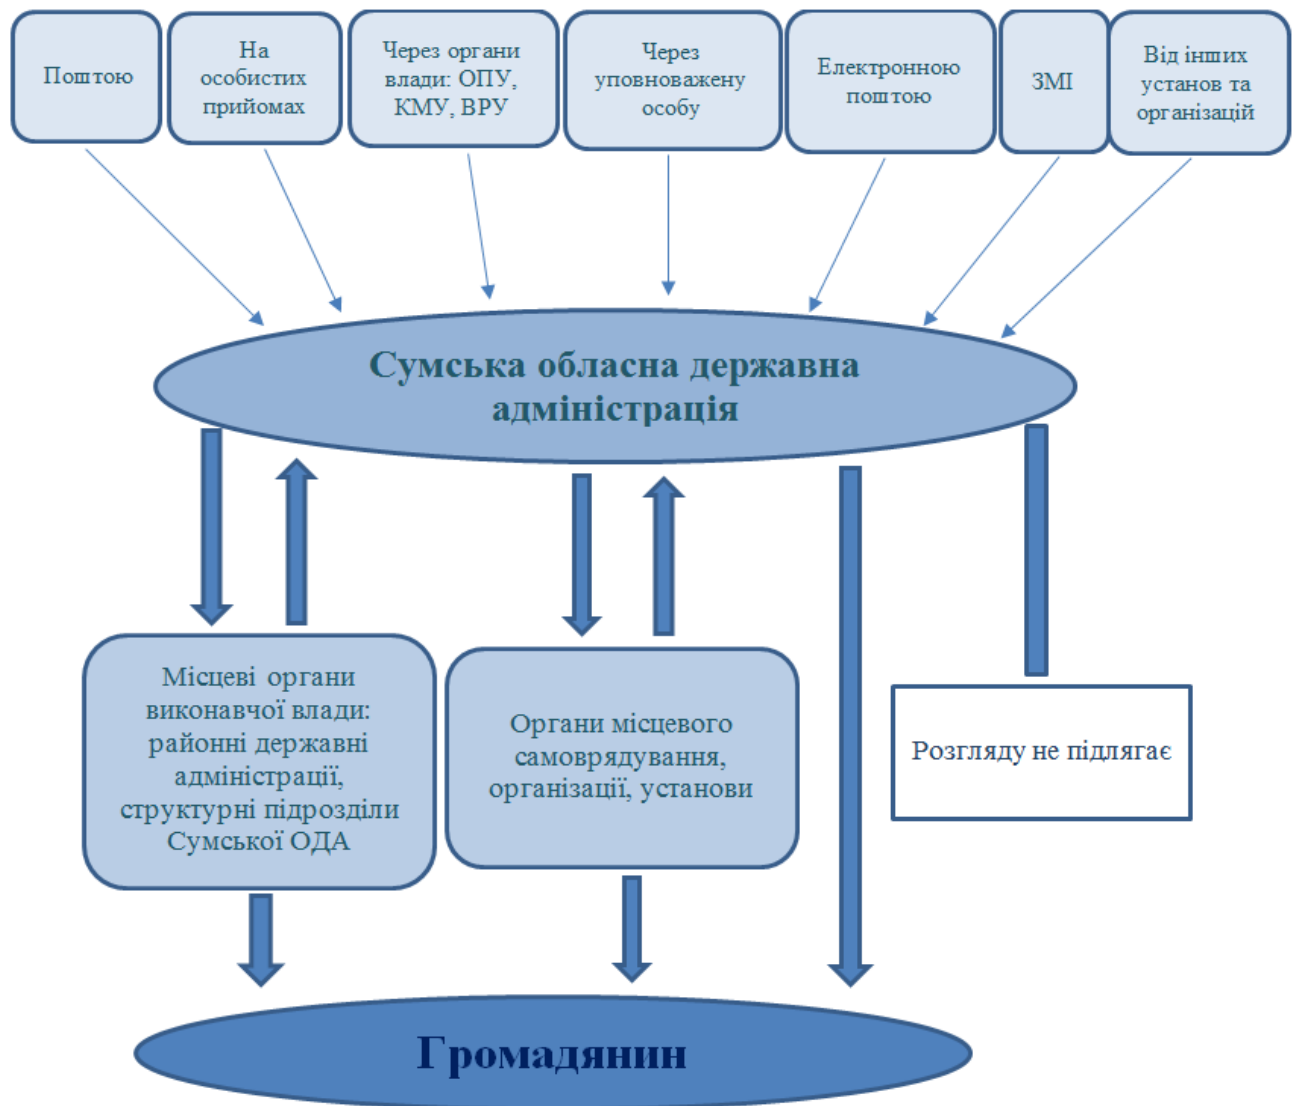 Поштою
На
особистих
прийомах
Через органи
влади: ОПУ,
КМУ, ВРУ
Через
уповноважену
особу
Електронною
поштою
ЗМІ
Від інших
установ та
організацій
Сумська обласна державна
адміністрація
Місцеві органи
виконавчої влади:
районні державні
адміністрації,
структурні підрозділи
Сумської ОДА
Органи місцевого
самоврядування,
організації, установи
Розгляду не підлягає
Громадянин